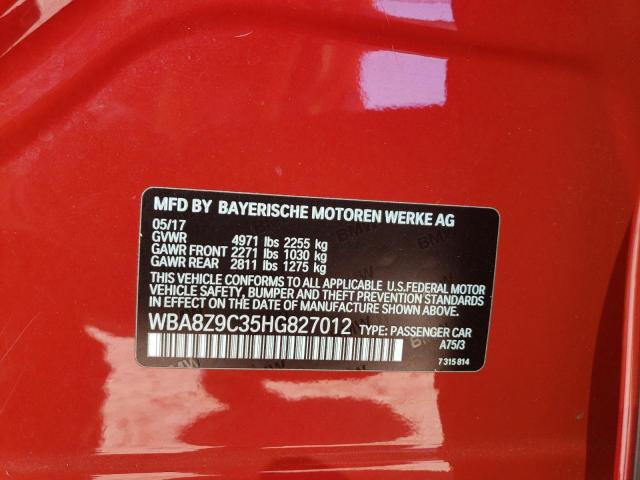 MFD BY BAYERISCHE MOTOREN WERKE AG
05/17
GVWR 4971 lbs 2255 kg
GAWR FRONT 2271 lbs 1030 kg
GAWR REAR 2811 lbs 1275 kg
THIS VEHICLE CONFORMS TO ALL APPLICABLE U.S.FEDERAL MOTOR
VEHICLE SAFETY, BUMPER AND THEFT PREVENTION STANDARDS
IN EFFECT ON THE DATE OF MANUFACTURE SHOWN ABOVE.
WBA8Z9C35HG827012 TYPE: PASSENGER CAR
A75/3
7 315 814